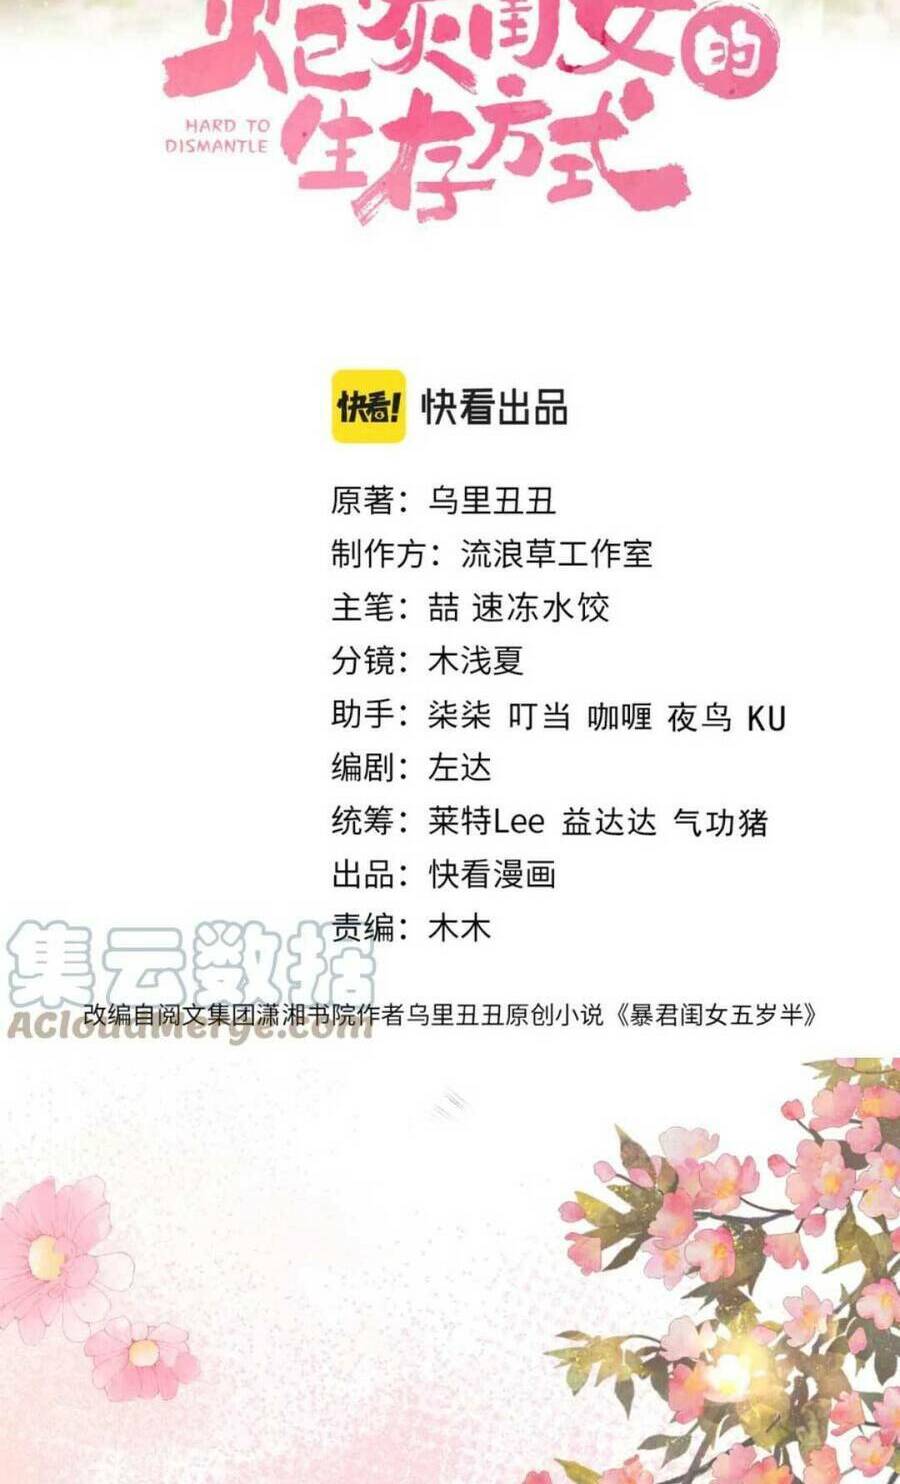 蛇灾闺女的
HARD TO
DISMANTLE
生存方式
快看! 快看出品
原著：乌里丑丑
制作方：流浪草工作室
主笔：喆 速冻水饺
分镜：木浅夏
助手：柒柒 叮当 咖喱 夜鸟 KU
编剧：左达
统筹：莱特Lee 益达达 气功猪
出品：快看漫画
责编：木木
集云数据
AcloudMerge.com
改编自阅文集团潇湘书院作者乌里丑丑原创小说《暴君闺女五岁半》